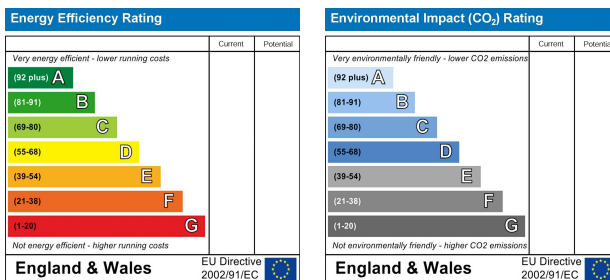 Energy Efficiency Rating
Current Potential
Very energy efficient - lower running costs
(92 plus) A
(81-91) B
(69-80) C
(55-68) D
(39-54) E
(21-38) F
(1-20) G
Not energy efficient - higher running costs
England & Wales
EU Directive
2002/91/EC
Environmental Impact (CO₂) Rating
Current Potential
Very environmentally friendly - lower CO2 emissions
(92 plus) A
(81-91) B
(69-80) C
(55-68) D
(39-54) E
(21-38) F
(1-20) G
Not environmentally friendly - higher CO2 emissions
England & Wales
EU Directive
2002/91/EC